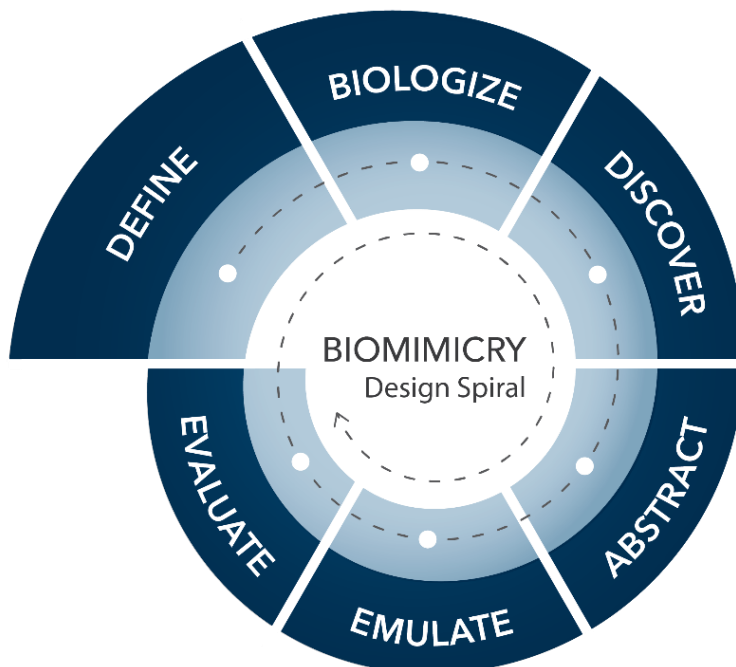 DEFINE
BIOLOGIZE
DISCOVER
ABSTRACT
EMULATE
EVALUATE
BIOMIMICRY
Design Spiral